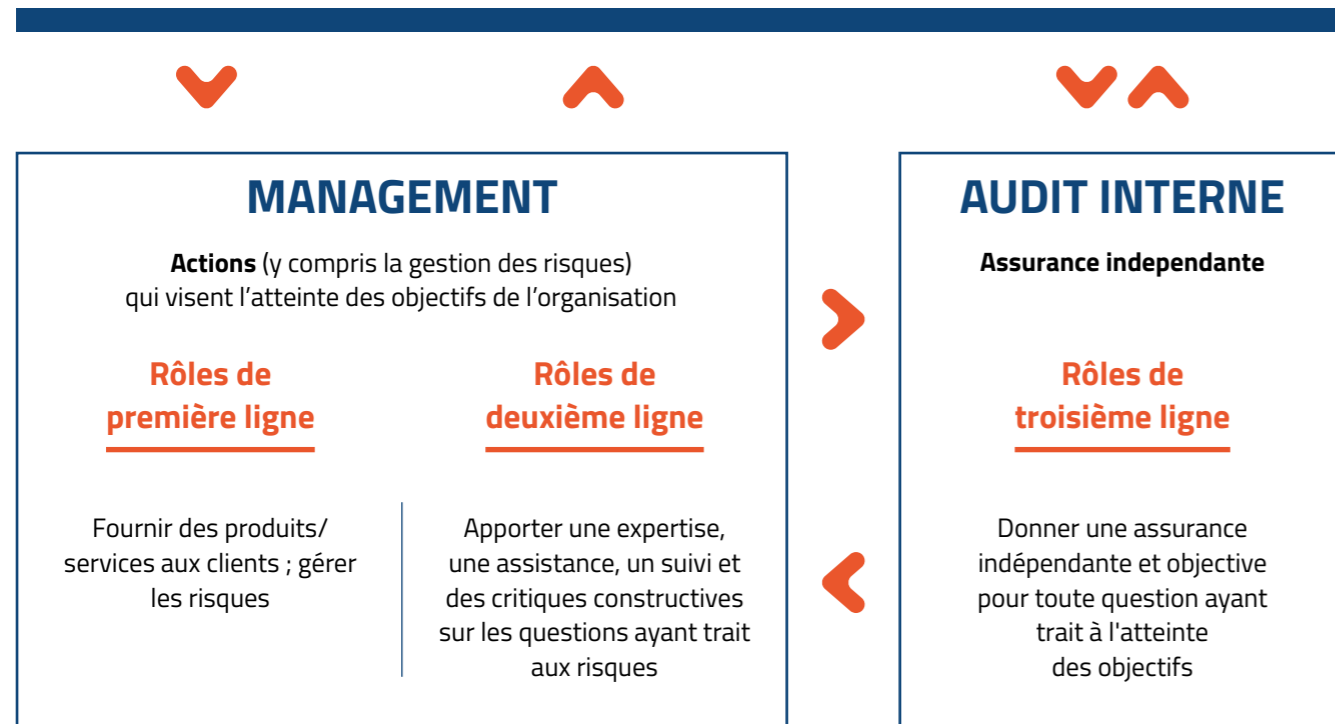 MANAGEMENT
Actions (y compris la gestion des risques)
qui visent l’atteinte des objectifs de l’organisation
Rôles de
première ligne
Fournir des produits/
services aux clients ; gérer
les risques
Rôles de
deuxième ligne
Apporter une expertise,
une assistance, un suivi et
des critiques constructives
sur les questions ayant trait
aux risques
AUDIT INTERNE
Assurance independante
Rôles de
troisième ligne
Donner une assurance
indépendante et objective
pour toute question ayant
trait à l'atteinte
des objectifs